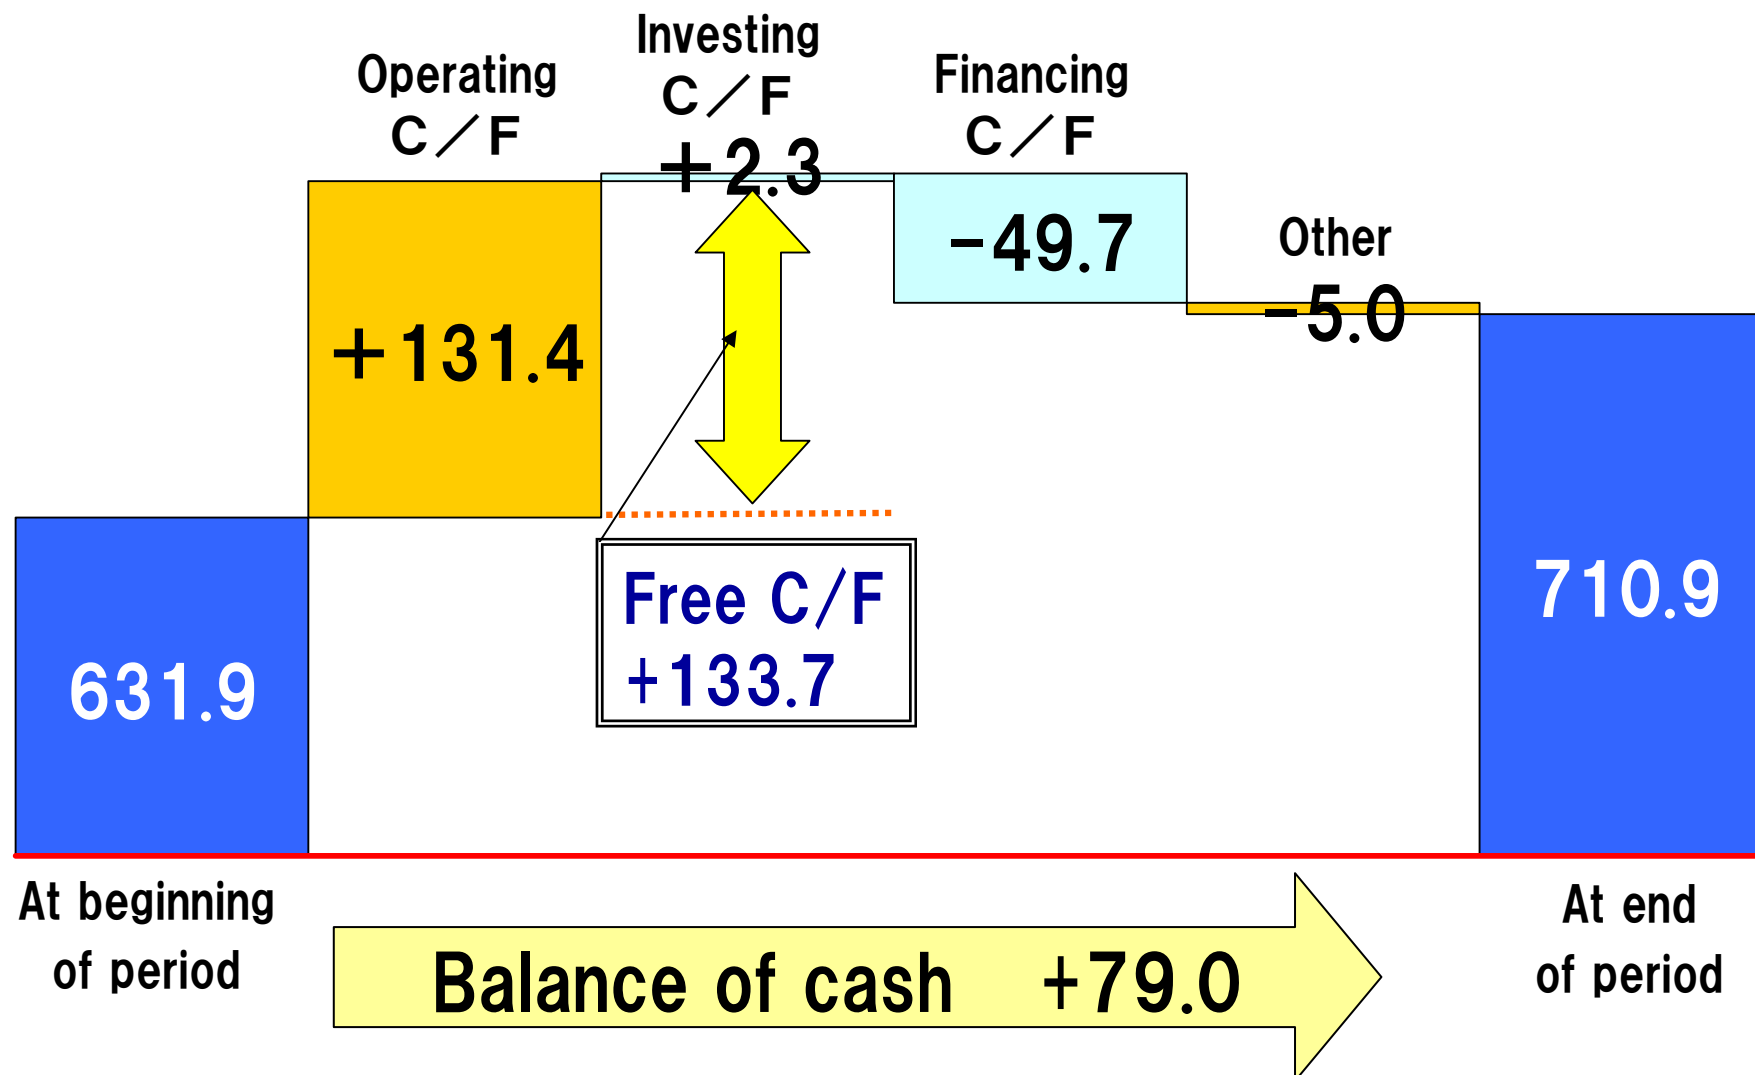 Operating
C／F
Investing
C／F
＋2.3
Financing
C／F
Other
−49.7
−5.0
＋131.4
Free C/F
+133.7
631.9
710.9
At beginning
of period
Balance of cash +79.0
At end
of period